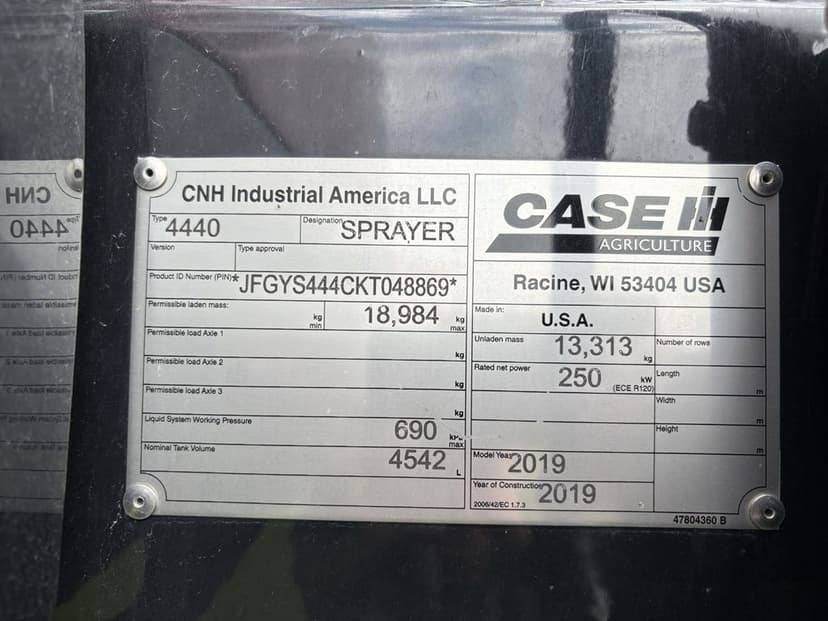 CNH Industrial America LLC
Type 4440
Designation SPRAYER
Version
Type approval
Product ID Number (PIN) *JFGYS444CKT048869*
Permissible laden mass:
kg min
18,984 kg max
Permissible load Axle 1
kg
Permissible load Axle 2
kg
Permissible load Axle 3
kg
Liquid System Working Pressure
690 kPa max
Nominal Tank Volume
4542 L
CASE IH
AGRICULTURE
Racine, WI 53404 USA
Made in:
U.S.A.
Unladen mass
13,313 kg
Number of rows
Rated net power
250 kW
(ECE R120)
Length
m
Width
m
Height
m
Model Year 2019
Year of Construction 2019
2006/42/EC 1.7.3
47804360 B
CNH
4440